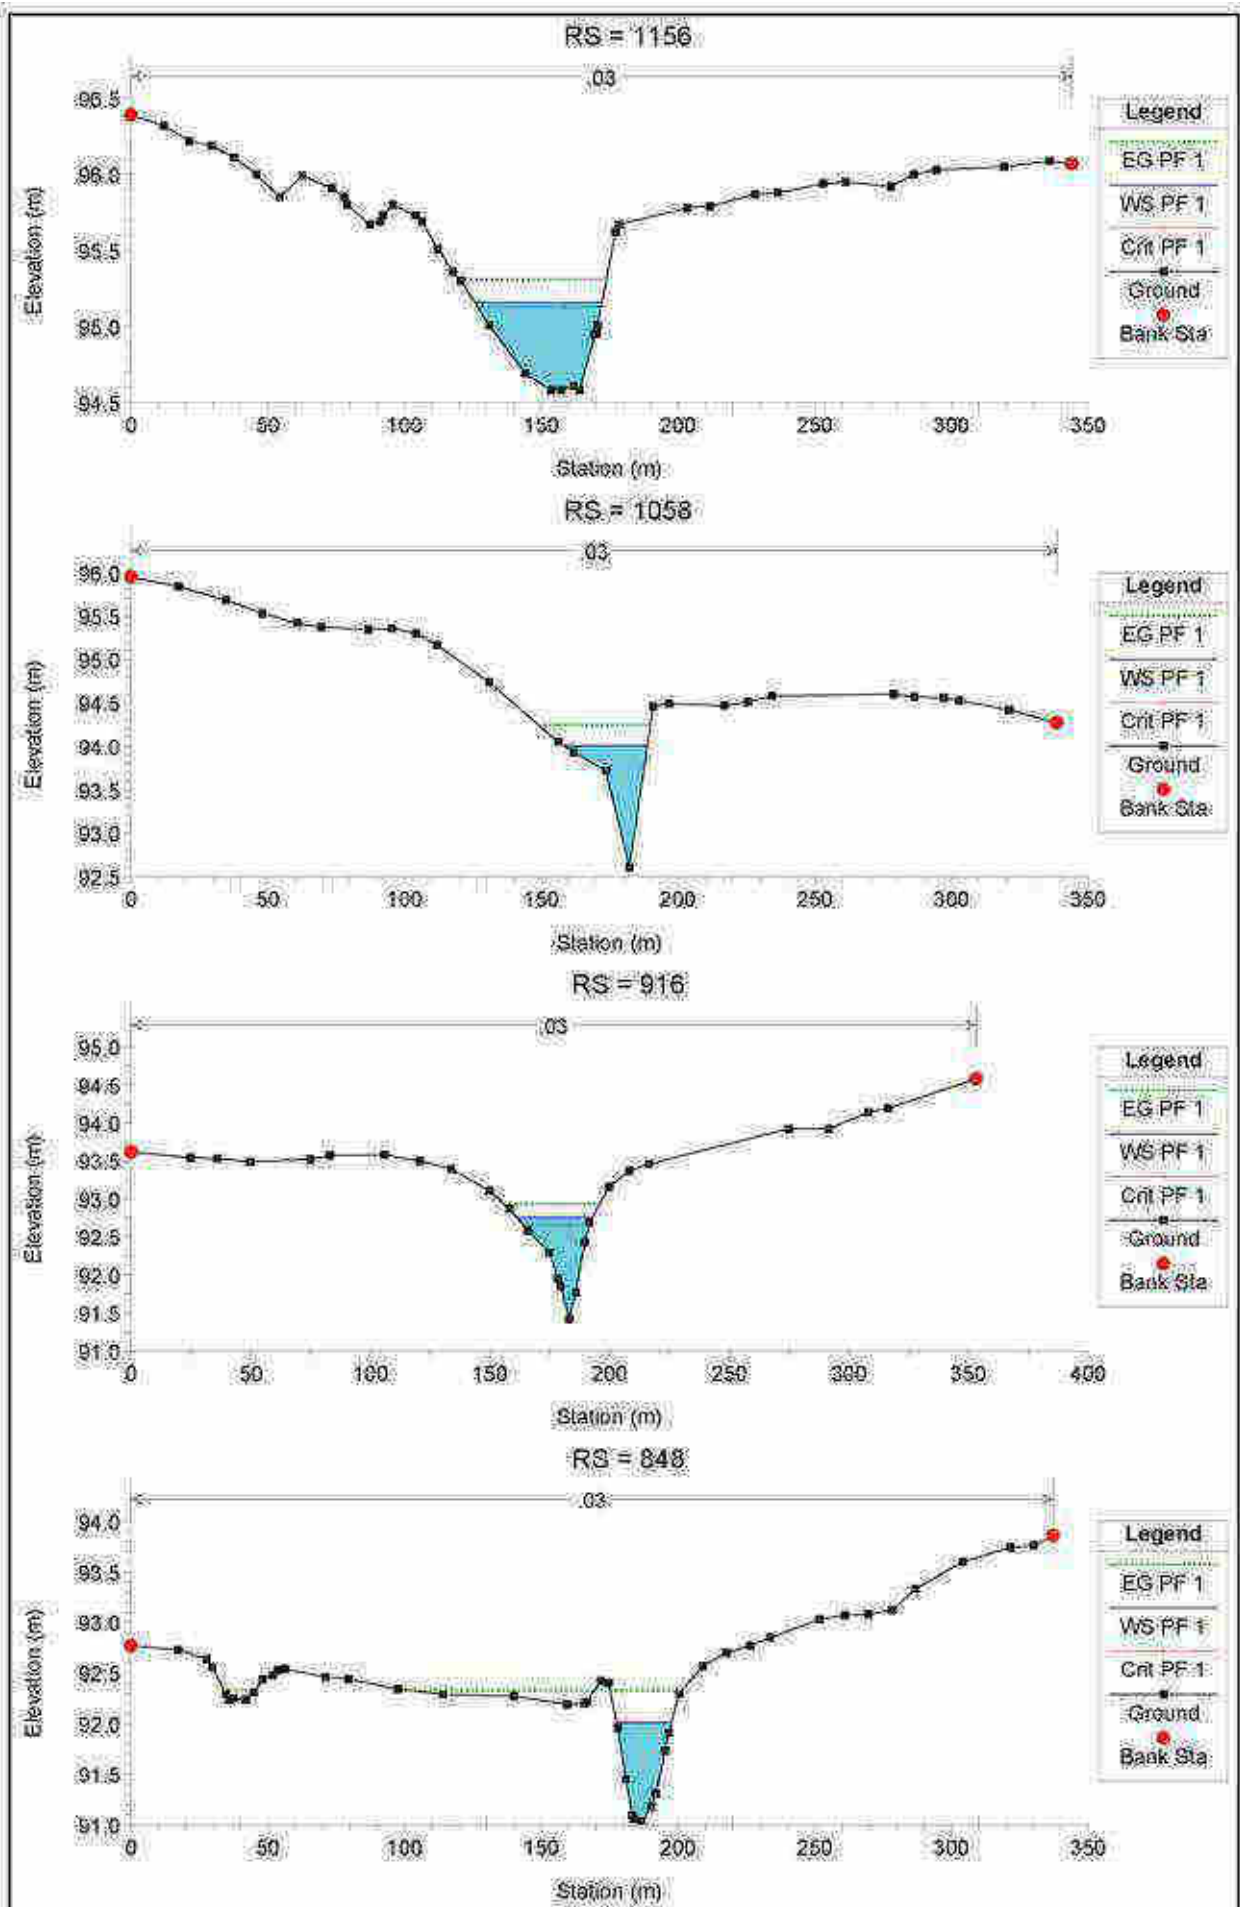 RS = 1156
.03
Elevation (m)
96.5
96.0
95.5
95.0
94.5
0 50 100 150 200 250 300 350
Station (m)
Legend
EG PF 1
WS PF 1
Crit PF 1
Ground
Bank Sta
RS = 1058
.03
Elevation (m)
96.0
95.5
95.0
94.5
94.0
93.5
93.0
92.5
0 50 100 150 200 250 300 350
Station (m)
Legend
EG PF 1
WS PF 1
Crit PF 1
Ground
Bank Sta
RS = 916
.03
Elevation (m)
95.0
94.5
94.0
93.5
93.0
92.5
92.0
91.5
91.0
0 50 100 150 200 250 300 350 400
Station (m)
Legend
EG PF 1
WS PF 1
Crit PF 1
Ground
Bank Sta
RS = 848
.03
Elevation (m)
94.0
93.5
93.0
92.5
92.0
91.5
91.0
0 50 100 150 200 250 300 350
Station (m)
Legend
EG PF 1
WS PF 1
Crit PF 1
Ground
Bank Sta